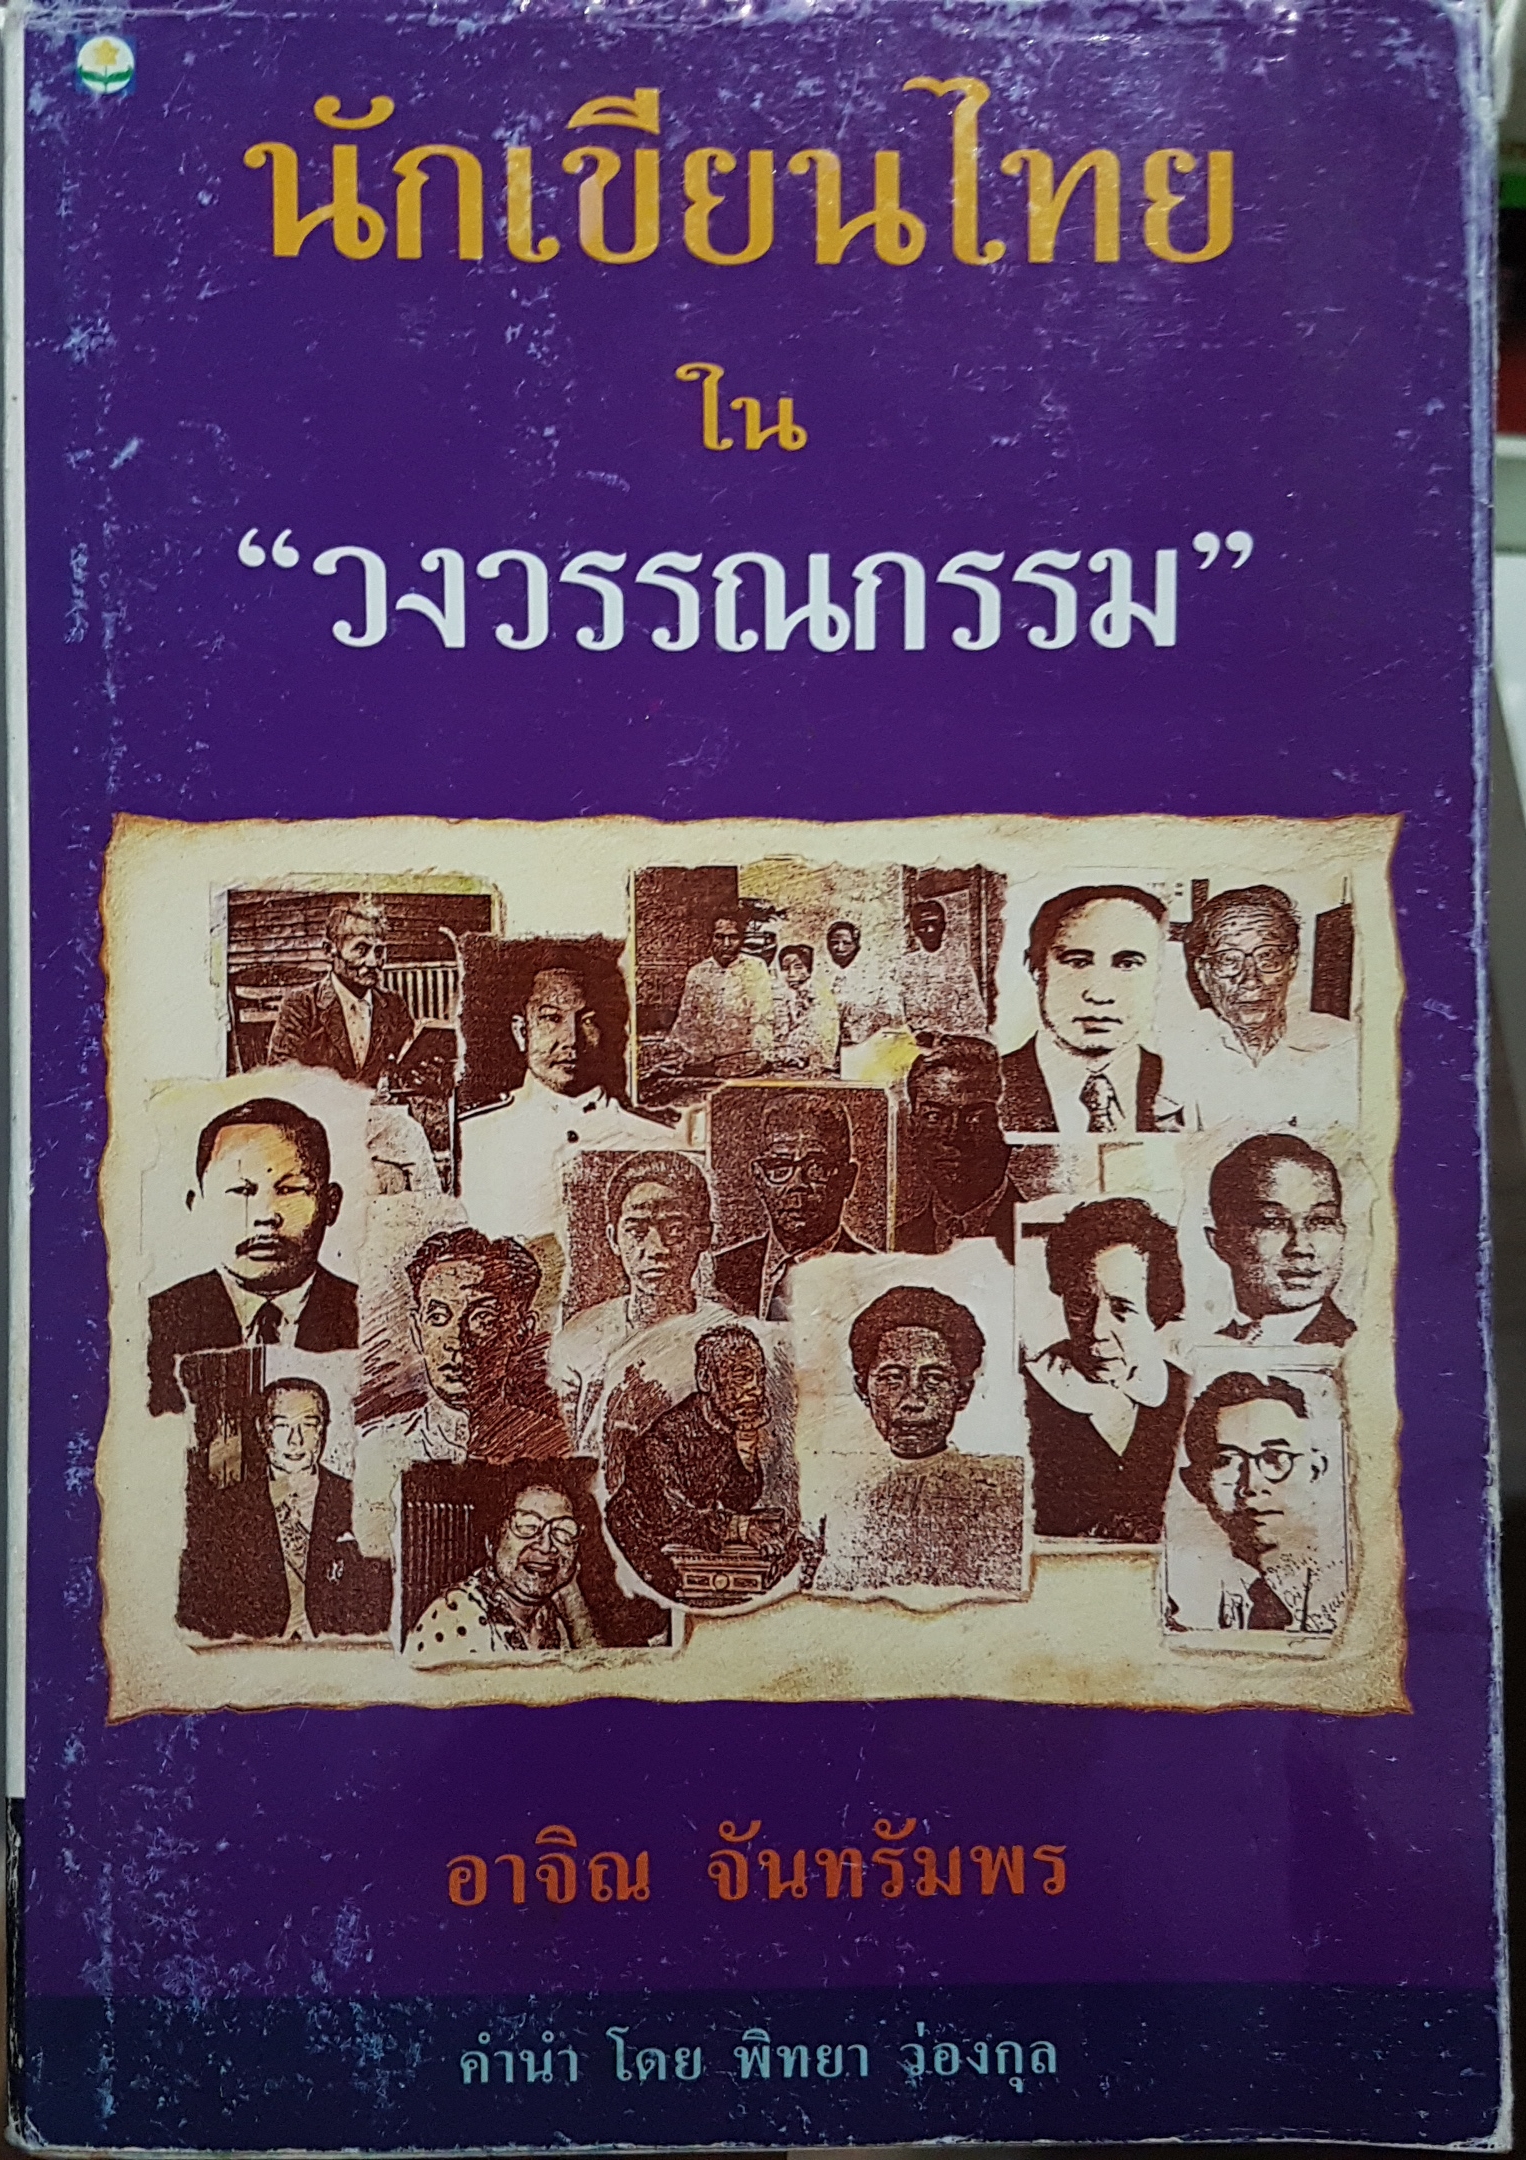 นักเขียนไทย
ใน
“วงวรรณกรรม”
อาจิณ จันทรัมพร
คำนำ โดย พิทยา ว่องกุล